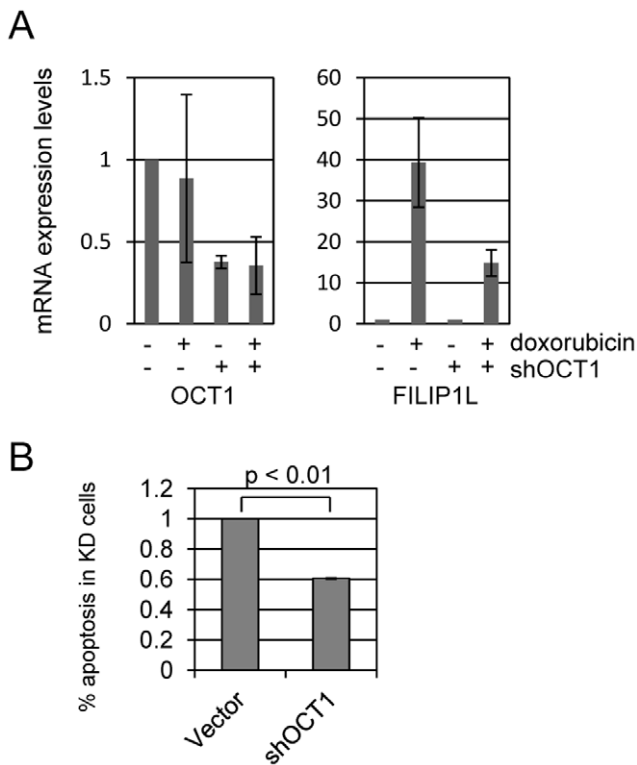 A
mRNA expression levels
1.5
1
0.5
0
- + - +
- - + +
OCT1
60
50
40
30
20
10
0
- + - + doxorubicin
- - + + shOCT1
FILIP1L
B
% apoptosis in KD cells
p < 0.01
1.2
1
0.8
0.6
0.4
0.2
0
Vector
shOCT1